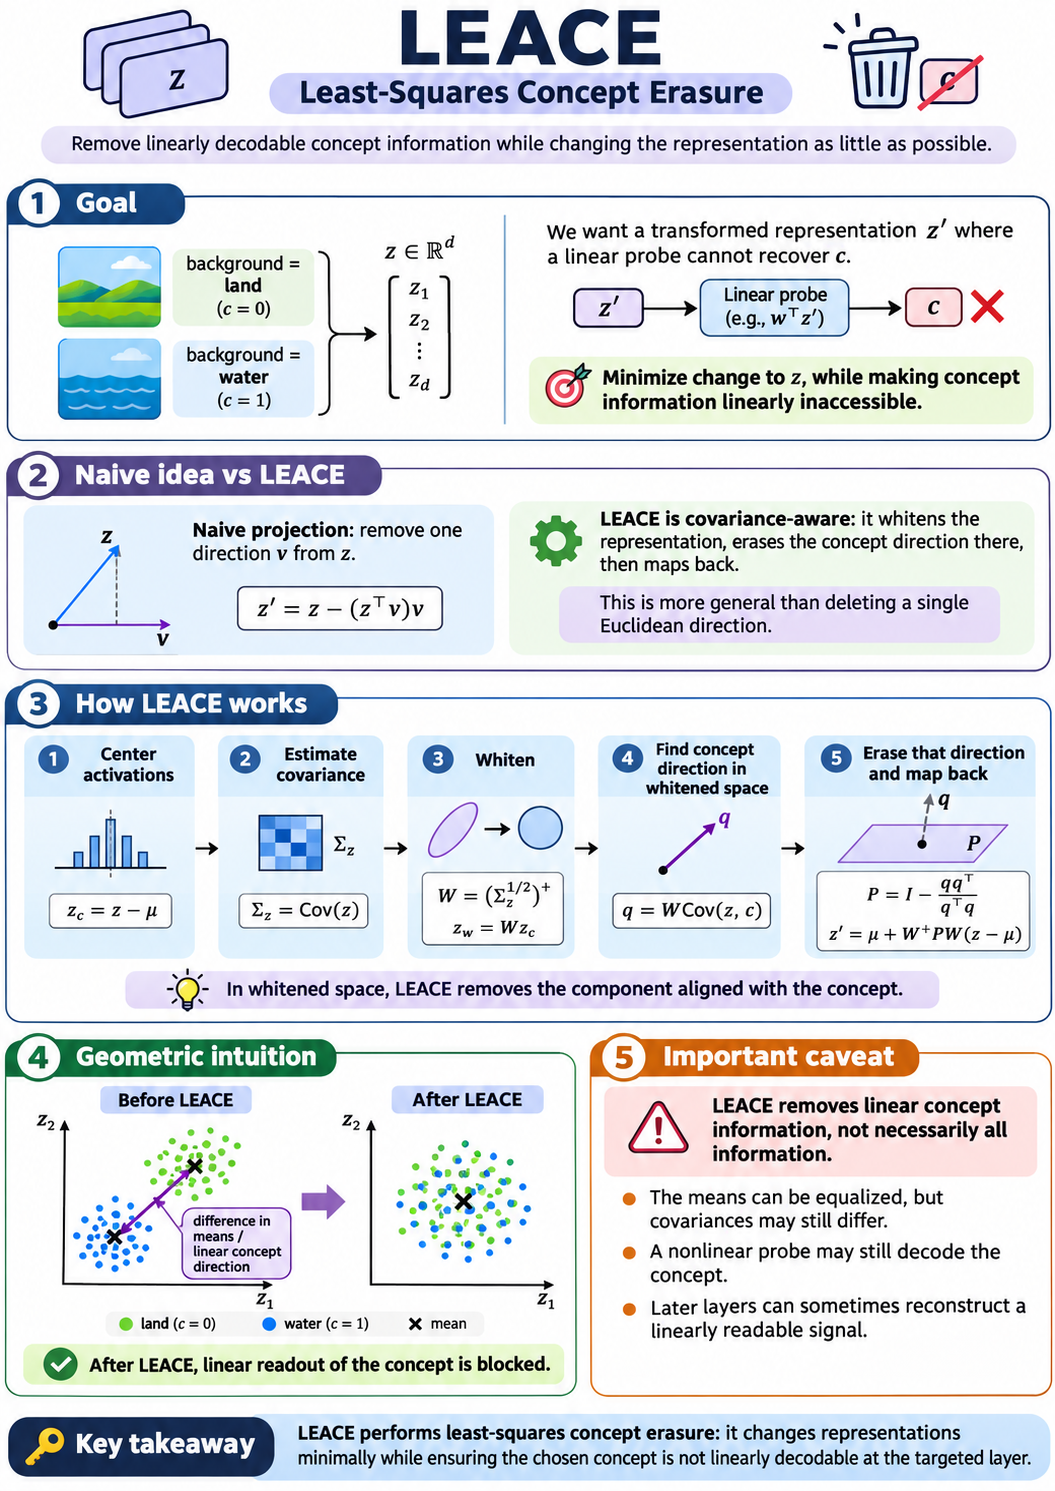 LEACE
z
c
Least-Squares Concept Erasure
Remove linearly decodable concept information while changing the representation as little as possible.
1 Goal
background =
land
(c = 0)
background =
water
(c = 1)
z ∈ ℝᵈ
z₁
z₂
⋮
z_d
We want a transformed representation z′ where
a linear probe cannot recover c.
z′
Linear probe
(e.g., w⊤z′)
c
Minimize change to z, while making concept
information linearly inaccessible.
2 Naive idea vs LEACE
z
v
Naive projection: remove one
direction v from z.
z′ = z − (z⊤v)v
LEACE is covariance-aware: it whitens the
representation, erases the concept direction there,
then maps back.
This is more general than deleting a single
Euclidean direction.
3 How LEACE works
1 Center
activations
z_c = z − μ
2 Estimate
covariance
Σ_z
Σ_z = Cov(z)
3 Whiten
W = (Σ_z^{1/2})⁺
z_w = Wz_c
4 Find concept
direction in
whitened space
q
q = WCov(z, c)
5 Erase that direction
and map back
q
P
P = I − qq⊤/q⊤q
z′ = μ + W⁺PW(z − μ)
In whitened space, LEACE removes the component aligned with the concept.
4 Geometric intuition
Before LEACE
z₂
z₁
difference in
means /
linear concept
direction
After LEACE
z₂
z₁
land (c = 0)
water (c = 1)
mean
After LEACE, linear readout of the concept is blocked.
5 Important caveat
LEACE removes linear concept
information, not necessarily all
information.
The means can be equalized, but
covariances may still differ.
A nonlinear probe may still decode the
concept.
Later layers can sometimes reconstruct a
linearly readable signal.
Key takeaway
LEACE performs least-squares concept erasure: it changes representations
minimally while ensuring the chosen concept is not linearly decodable at the targeted layer.